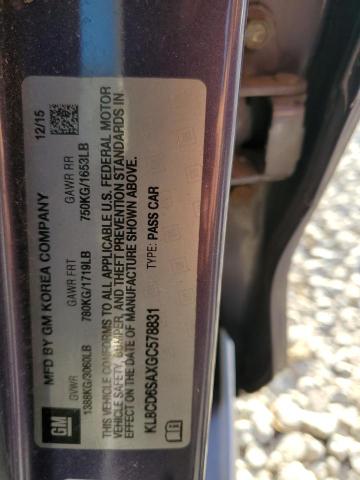 GM
MFD BY GM KOREA COMPANY 12/15
GVWR GAWR FRT GAWR RR
1388KG/3060LB 780KG/1719LB 750KG/1653LB
THIS VEHICLE CONFORMS TO ALL APPLICABLE U.S. FEDERAL MOTOR
VEHICLE SAFETY, BUMPER, AND THEFT PREVENTION STANDARDS IN
EFFECT ON THE DATE OF MANUFACTURE SHOWN ABOVE.
KL8CD6SAXGC578831 TYPE: PASS CAR